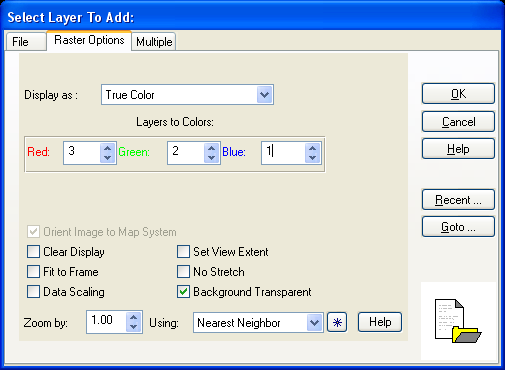 Select Layer To Add:
File Raster Options Multiple
Display as : True Color
OK
Layers to Colors:
Cancel
Red: 3 Green: 2 Blue: 1
Help
Recent ...
Goto ...
Orient Image to Map System
Clear Display Set View Extent
Fit to Frame No Stretch
Data Scaling Background Transparent
Zoom by: 1.00 Using: Nearest Neighbor * Help